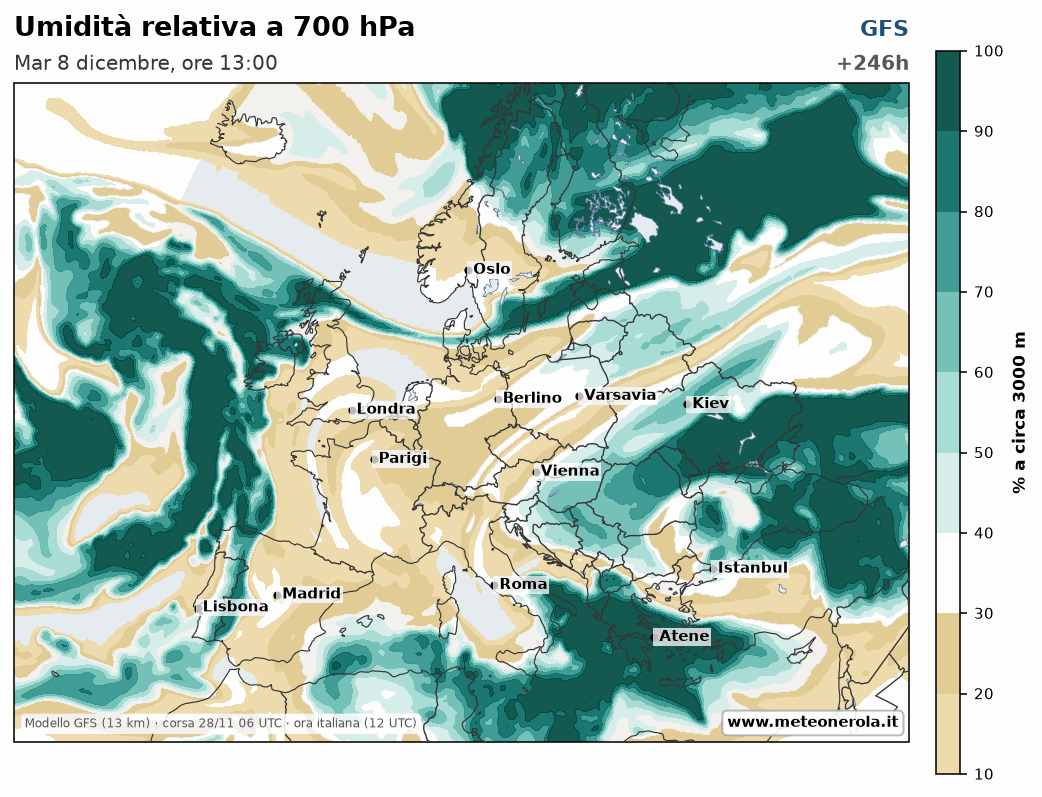 Umidità relativa a 700 hPa
GFS
Mar 8 dicembre, ore 13:00
+246h
100
90
80
70
60
50
40
30
20
10
% a circa 3000 m
Oslo
Berlino
Varsavia
Kiev
Londra
Parigi
Vienna
Istanbul
Roma
Madrid
Lisbona
Atene
Modello GFS (13 km) · corsa 28/11 06 UTC · ora italiana (12 UTC)
www.meteonerola.it